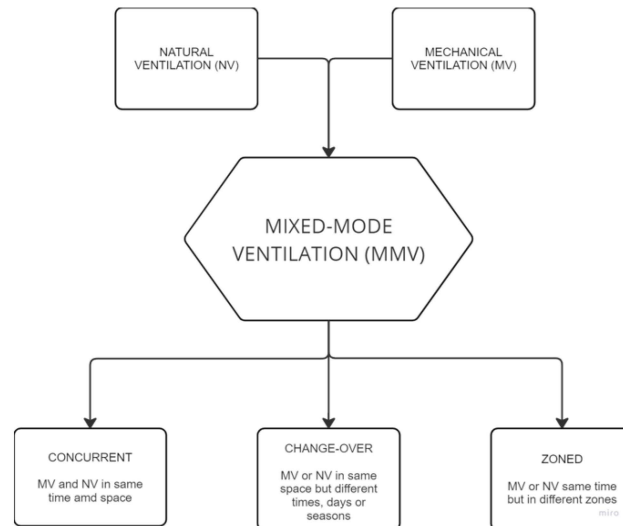 NATURAL
VENTILATION (NV)
MECHANICAL
VENTILATION (MV)
MIXED-MODE
VENTILATION (MMV)
CONCURRENT
MV and NV in same
time amd space
CHANGE-OVER
MV or NV in same
space but different
times, days or
seasons
ZONED
MV or NV same time
but in different zones
miro